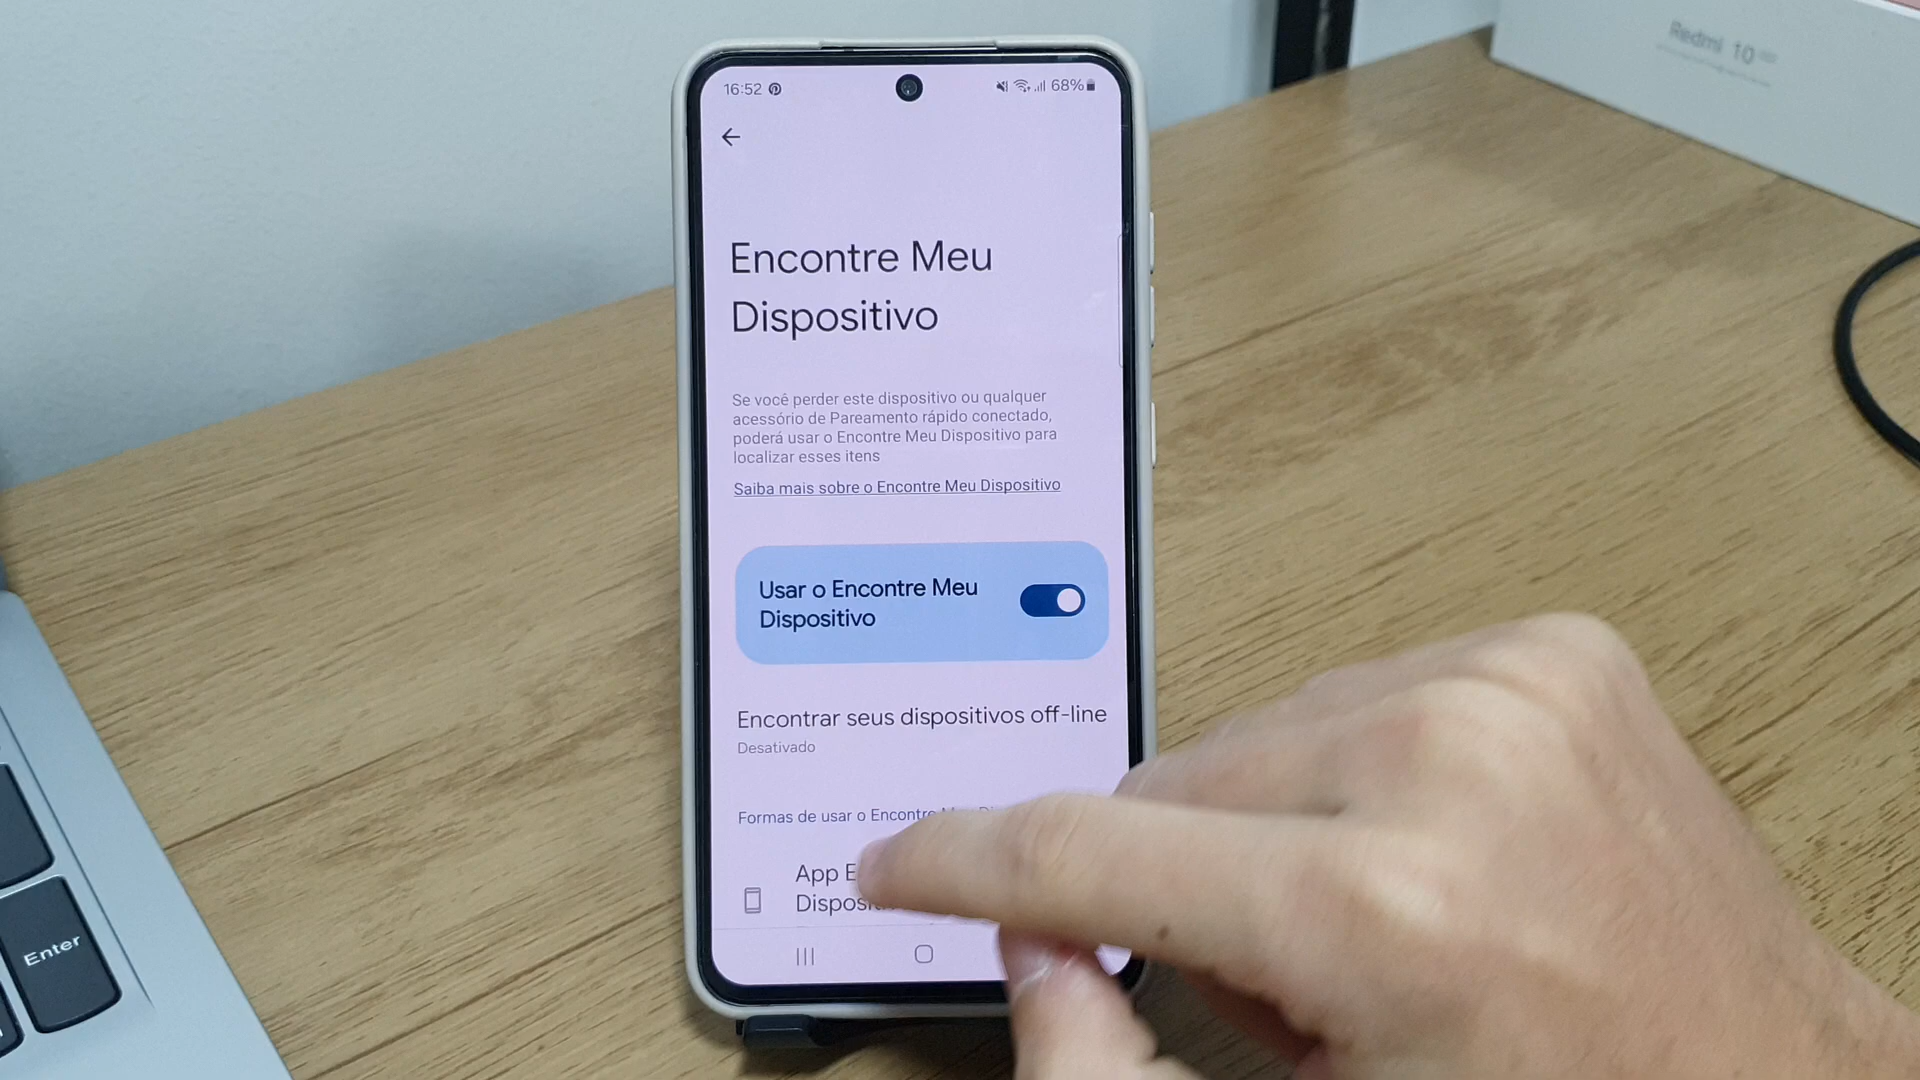 Redmi 10
16:52
68%
Encontre Meu
Dispositivo
Se você perder este dispositivo ou qualquer
acessório de Pareamento rápido conectado,
poderá usar o Encontre Meu Dispositivo para
localizar esses itens
Saiba mais sobre o Encontre Meu Dispositivo
Usar o Encontre Meu
Dispositivo
Encontrar seus dispositivos off-line
Desativado
Formas de usar o Encontre
App
Enter